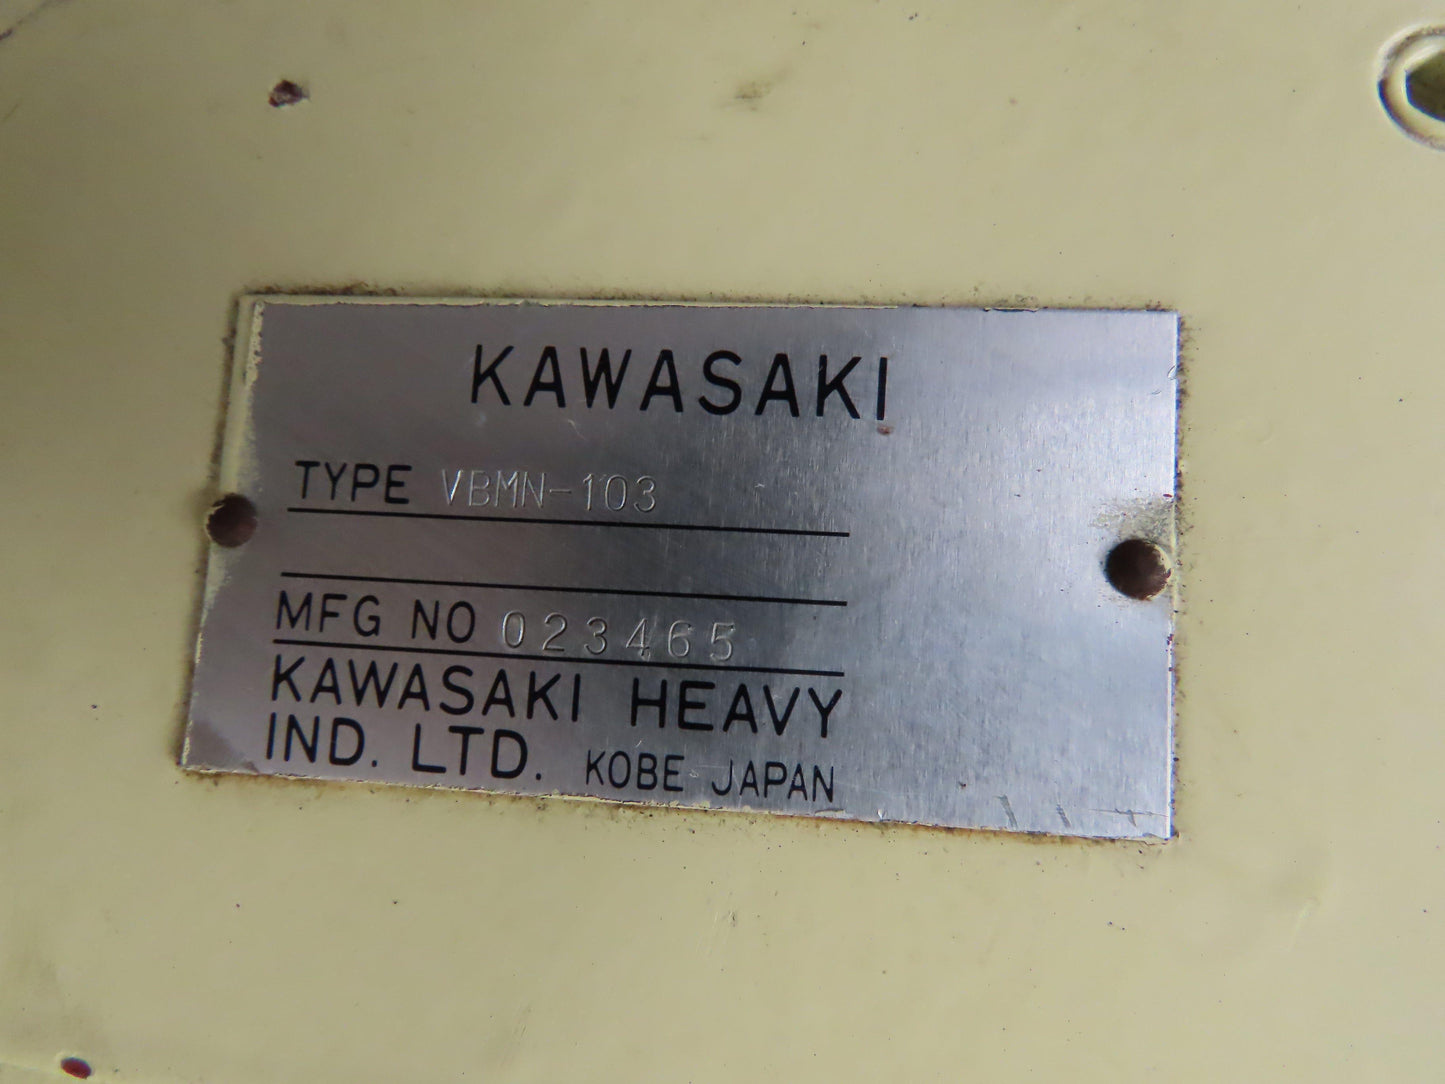 KAWASAKI
TYPE VBMN-103
MFG NO 023465
KAWASAKI HEAVY
IND. LTD. KOBE JAPAN